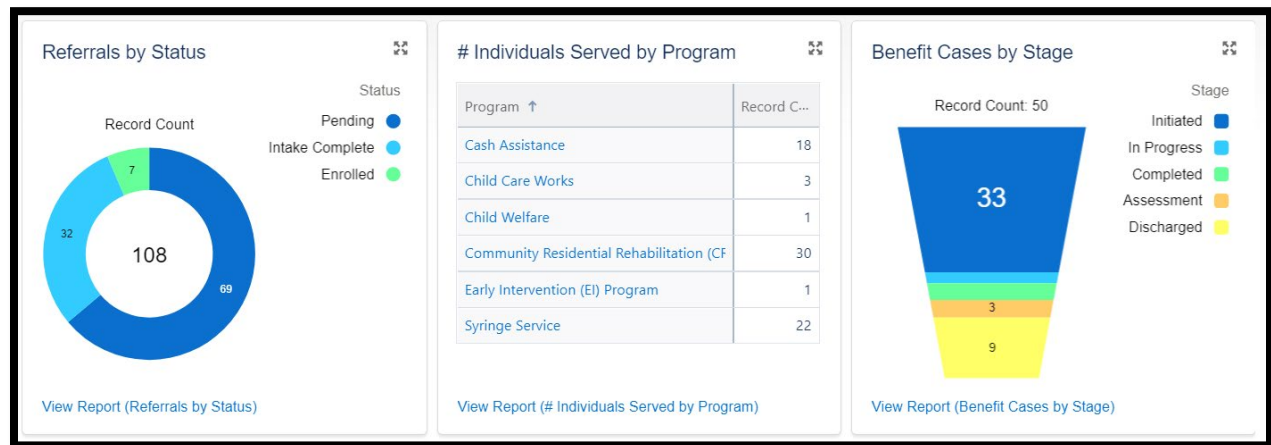 Referrals by Status
Status
Record Count
Pending
Intake Complete
Enrolled
7
32
108
69
View Report (Referrals by Status)
# Individuals Served by Program
Program ↑
Record C...
Cash Assistance
18
Child Care Works
3
Child Welfare
1
Community Residential Rehabilitation (CF
30
Early Intervention (EI) Program
1
Syringe Service
22
View Report (# Individuals Served by Program)
Benefit Cases by Stage
Stage
Record Count: 50
Initiated
In Progress
Completed
Assessment
Discharged
33
3
9
View Report (Benefit Cases by Stage)